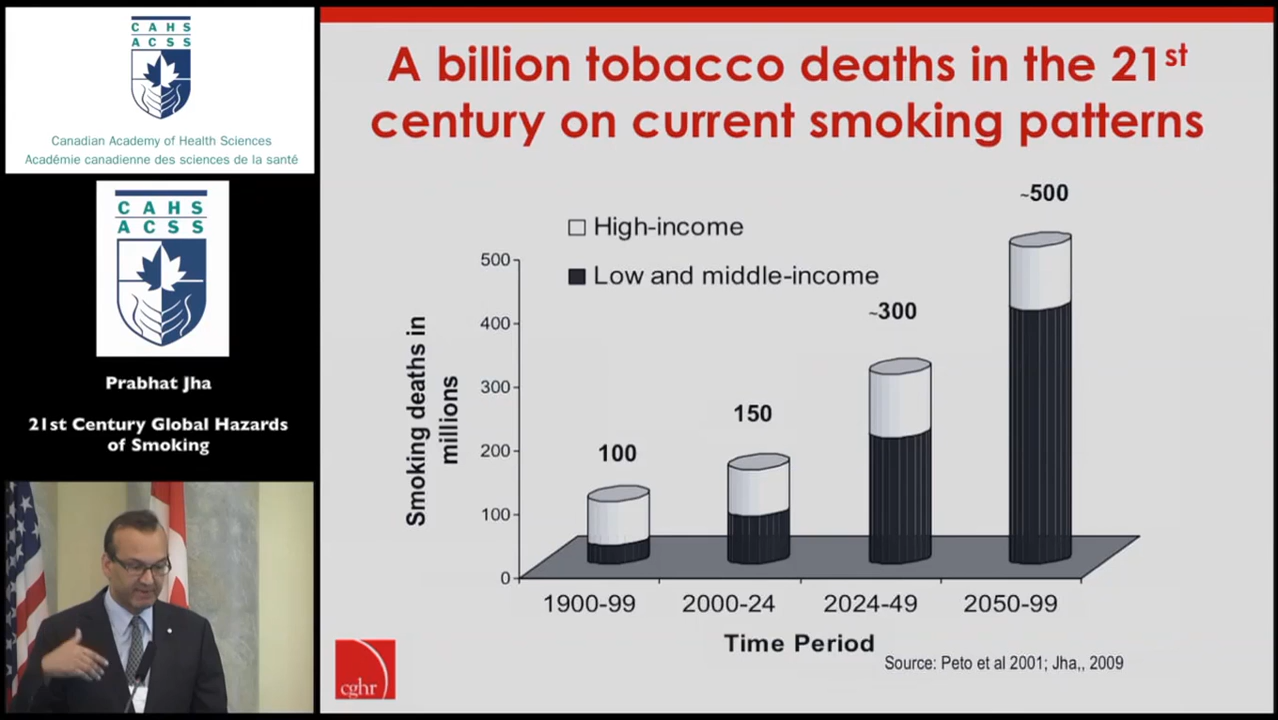 CAHS
ACSS
Canadian Academy of Health Sciences
Académie canadienne des sciences de la santé
CAHS
ACSS
Prabhat Jha
21st Century Global Hazards
of Smoking
A billion tobacco deaths in the 21st
century on current smoking patterns
~500
High-income
Low and middle-income
~300
150
100
Smoking deaths in
millions
500
400
300
200
100
0
1900-99
2000-24
2024-49
2050-99
Time Period
Source: Peto et al 2001; Jha,, 2009
cghr